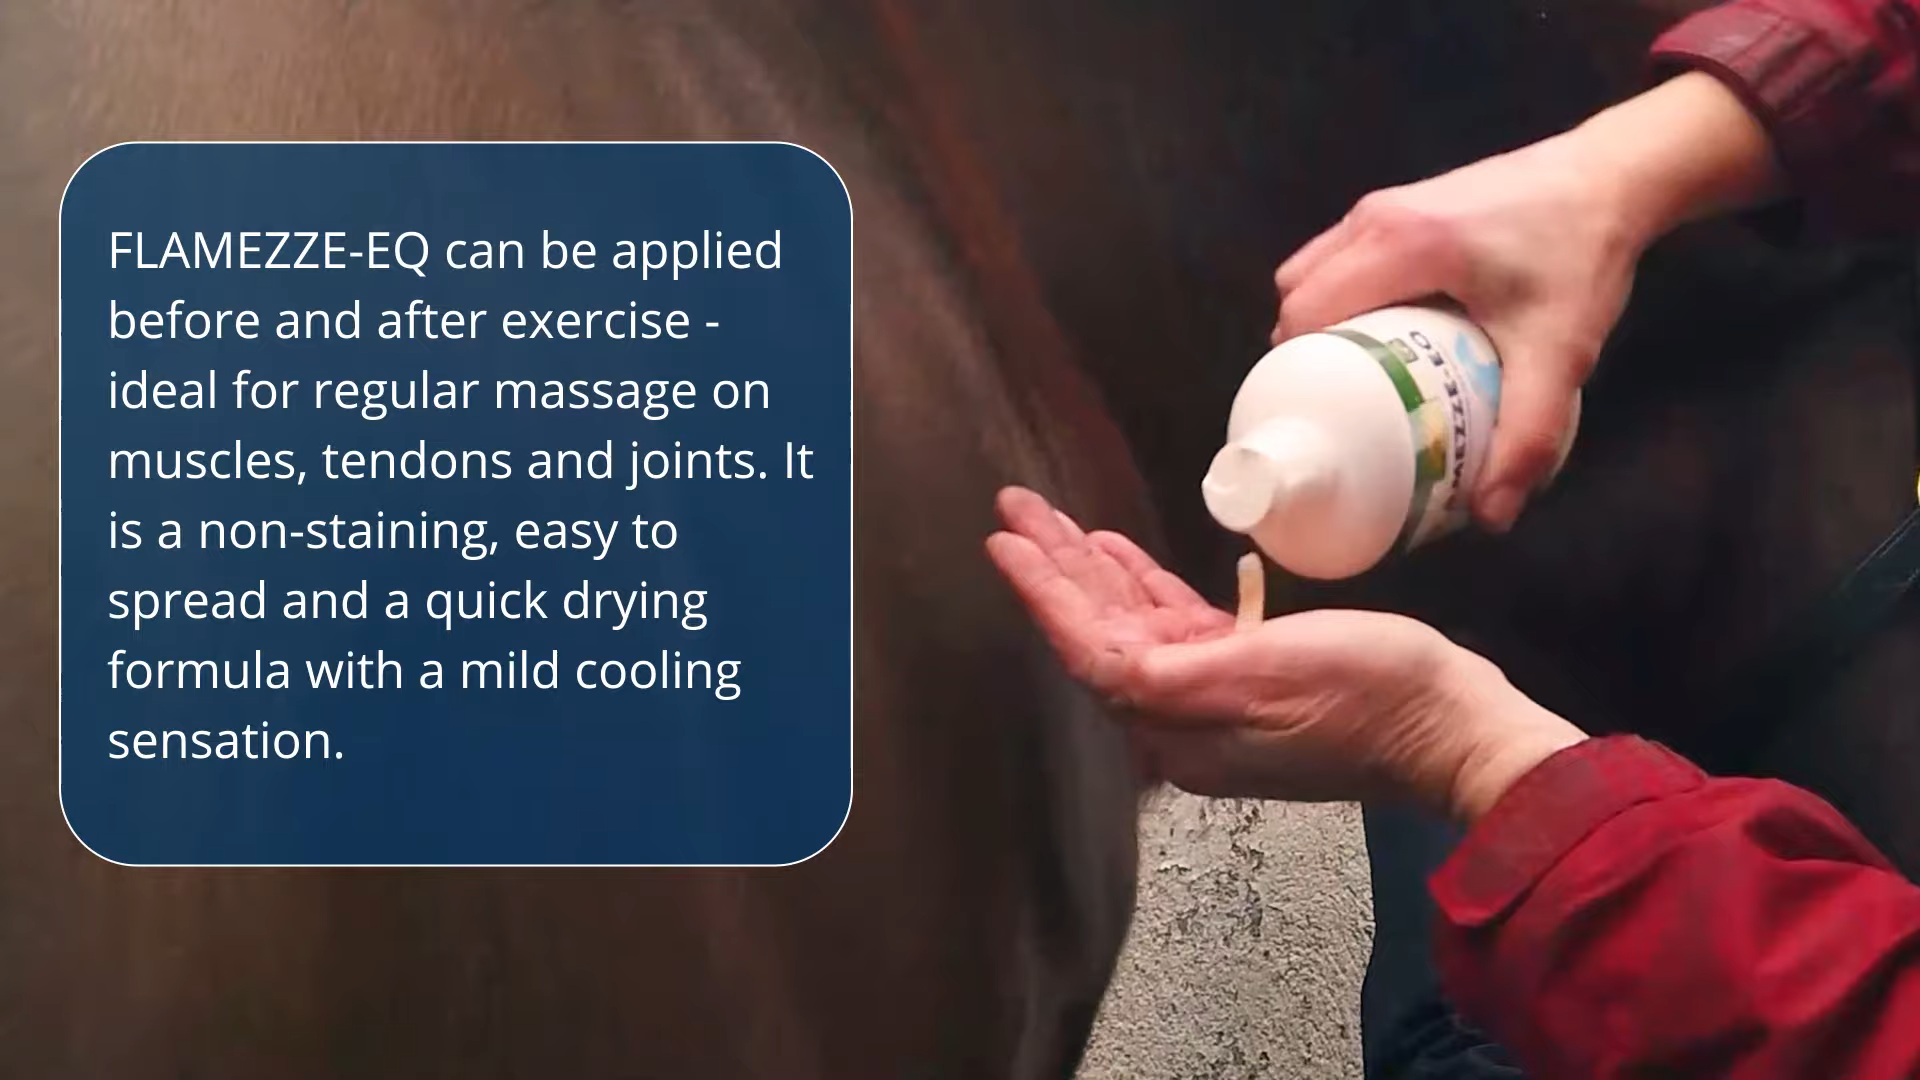 FLAMEZZE-EQ can be applied
before and after exercise -
ideal for regular massage on
muscles, tendons and joints. It
is a non-staining, easy to
spread and a quick drying
formula with a mild cooling
sensation.